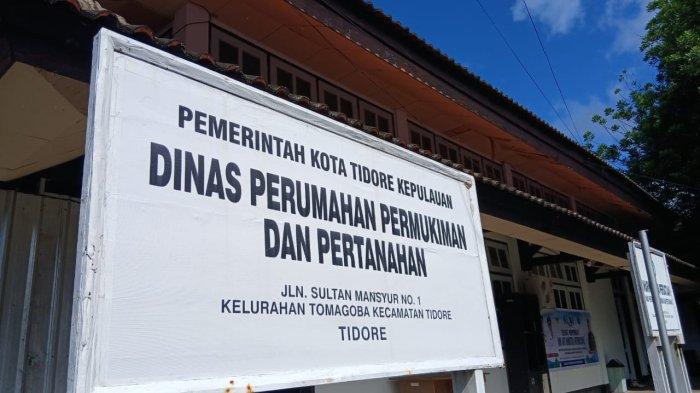 PEMERINTAH KOTA TIDORE KEPULAUAN
DINAS PERUMAHAN PERMUKIMAN
DAN PERTANAHAN
JLN. SULTAN MANSYUR NO. 1
KELURAHAN TOMAGOBA KECAMATAN TIDORE
TIDORE